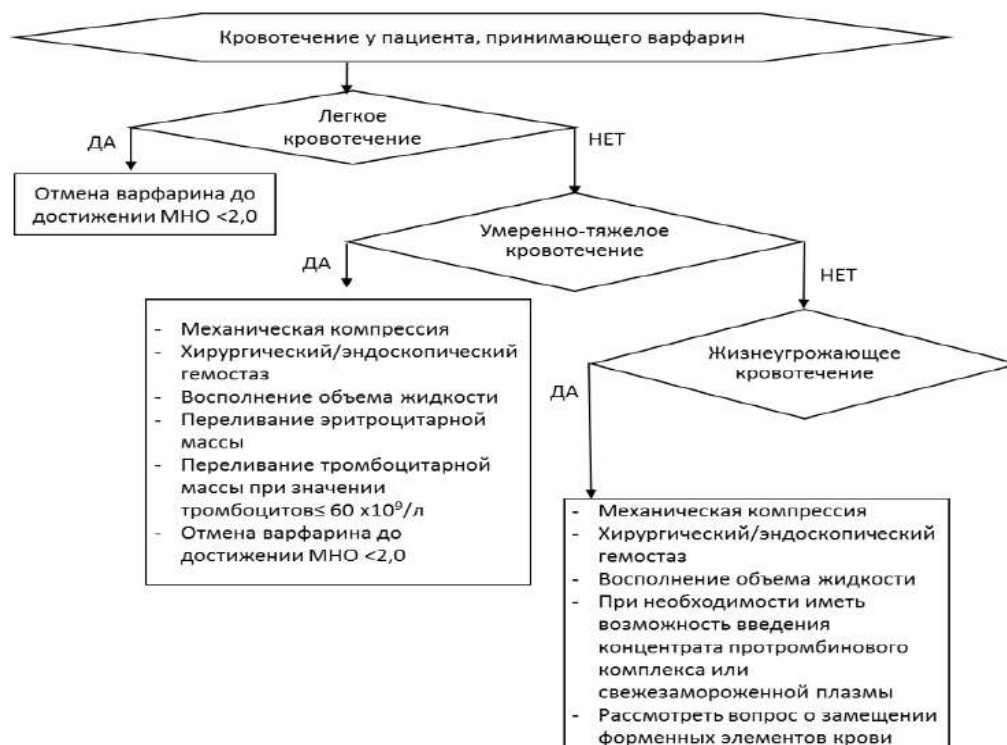 Кровотечение у пациента, принимающего варфарин
Легкое
кровотечение
ДА
НЕТ
Отмена варфарина до
достижении МНО <2,0
Умеренно-тяжелое
кровотечение
ДА
НЕТ
- Механическая компрессия
- Хирургический/эндоскопический
гемостаз
- Восполнение объема жидкости
- Переливание эритроцитарной
массы
- Переливание тромбоцитарной
массы при значении
тромбоцитов≤ 60 х10⁹/л
- Отмена варфарина до
достижении МНО <2,0
Жизнеугрожающее
кровотечение
ДА
- Механическая компрессия
- Хирургический/эндоскопический
гемостаз
- Восполнение объема жидкости
- При необходимости иметь
возможность введения
концентрата протромбинового
комплекса или
свежезамороженной плазмы
- Рассмотреть вопрос о замещении
форменных элементов крови